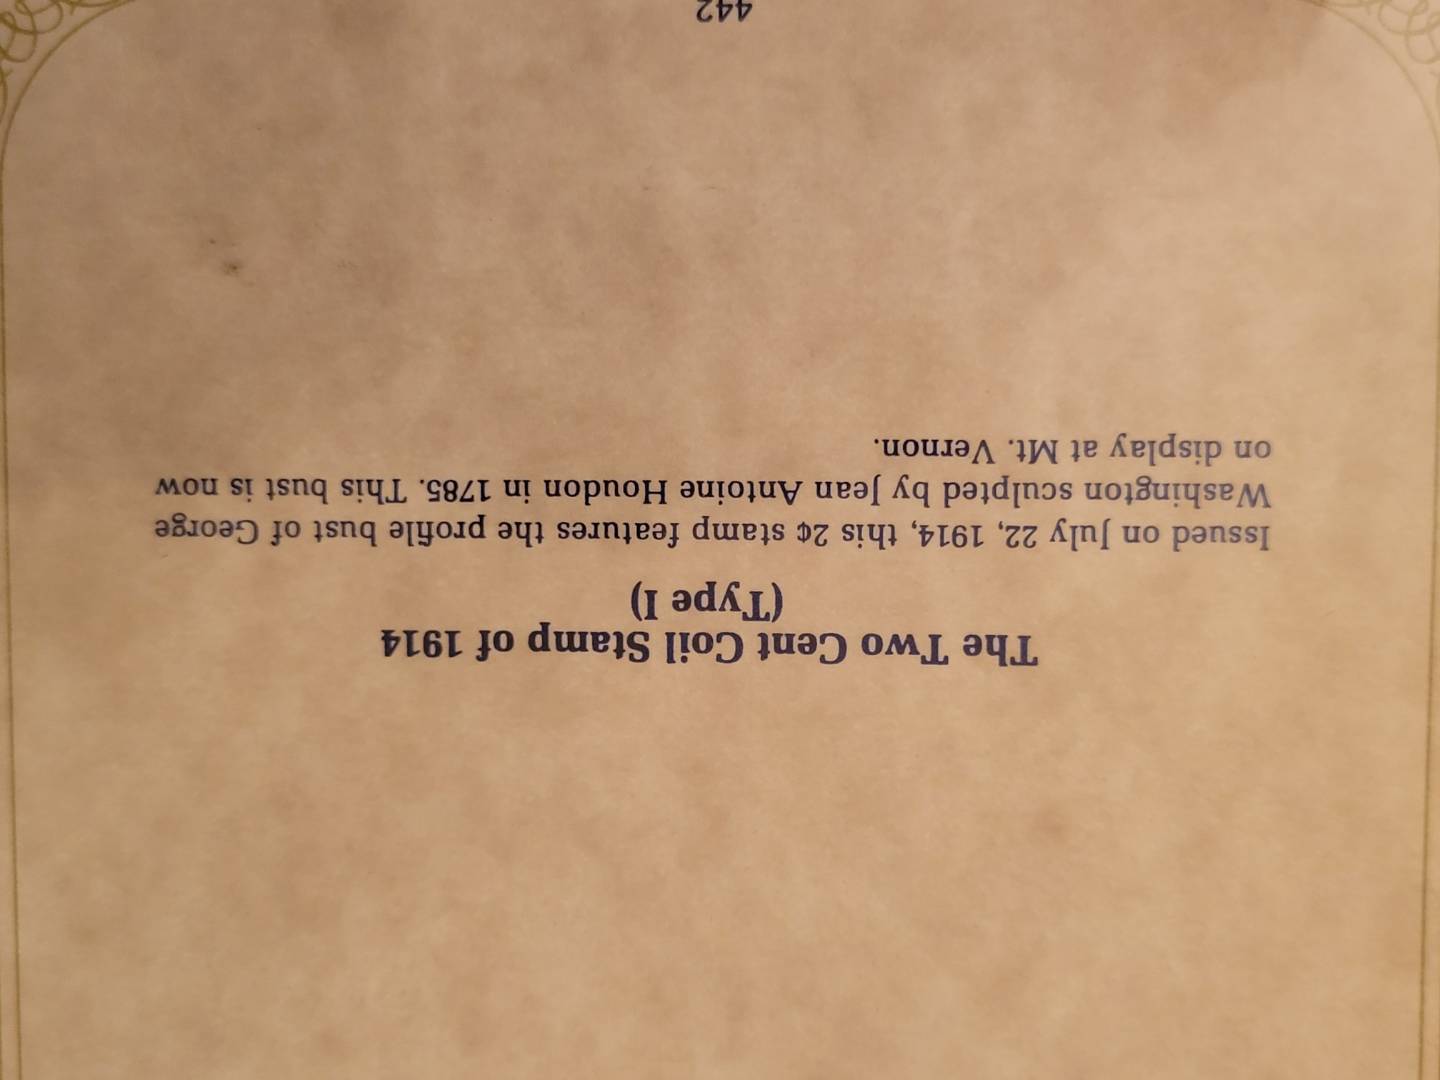 The Two Cent Coil Stamp of 1914
(Type I)
Issued on July 22, 1914, this 2¢ stamp features the profile bust of George
Washington sculpted by Jean Antoine Houdon in 1785. This bust is now
on display at Mt. Vernon.
442